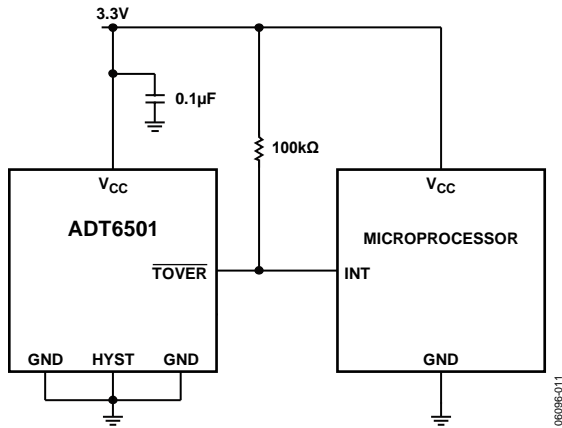 3.3V
0.1µF
100kΩ
VCC
ADT6501
TOVER
GND HYST GND
VCC
MICROPROCESSOR
INT
GND
06096-011